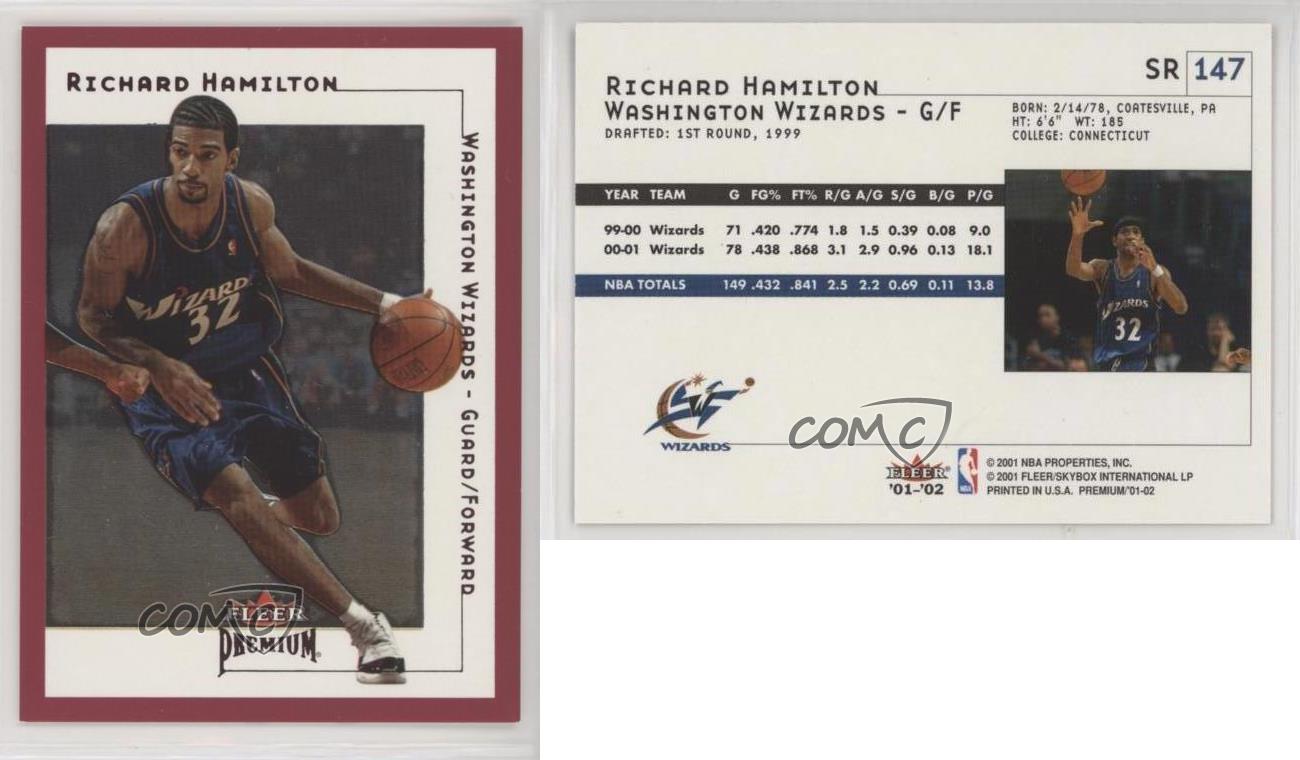 RICHARD HAMILTON
WASHINGTON WIZARDS - GUARD/FORWARD
WIZARDS
32
COMC
FLEER
PREMIUM
SR 147
RICHARD HAMILTON
WASHINGTON WIZARDS - G/F
DRAFTED: 1ST ROUND, 1999
BORN: 2/14/78, COATESVILLE, PA
HT: 6'6" WT: 185
COLLEGE: CONNECTICUT
YEAR TEAM G FG% FT% R/G A/G S/G B/G P/G
99-00 Wizards 71 .420 .774 1.8 1.5 0.39 0.08 9.0
00-01 Wizards 78 .438 .868 3.1 2.9 0.96 0.13 18.1
NBA TOTALS 149 .432 .841 2.5 2.2 0.69 0.11 13.8
WIZARDS
32
WIZARDS
COMC
FLEER
'01-'02
NBA
© 2001 NBA PROPERTIES, INC.
© 2001 FLEER/SKYBOX INTERNATIONAL LP
PRINTED IN U.S.A. PREMIUM/'01-02